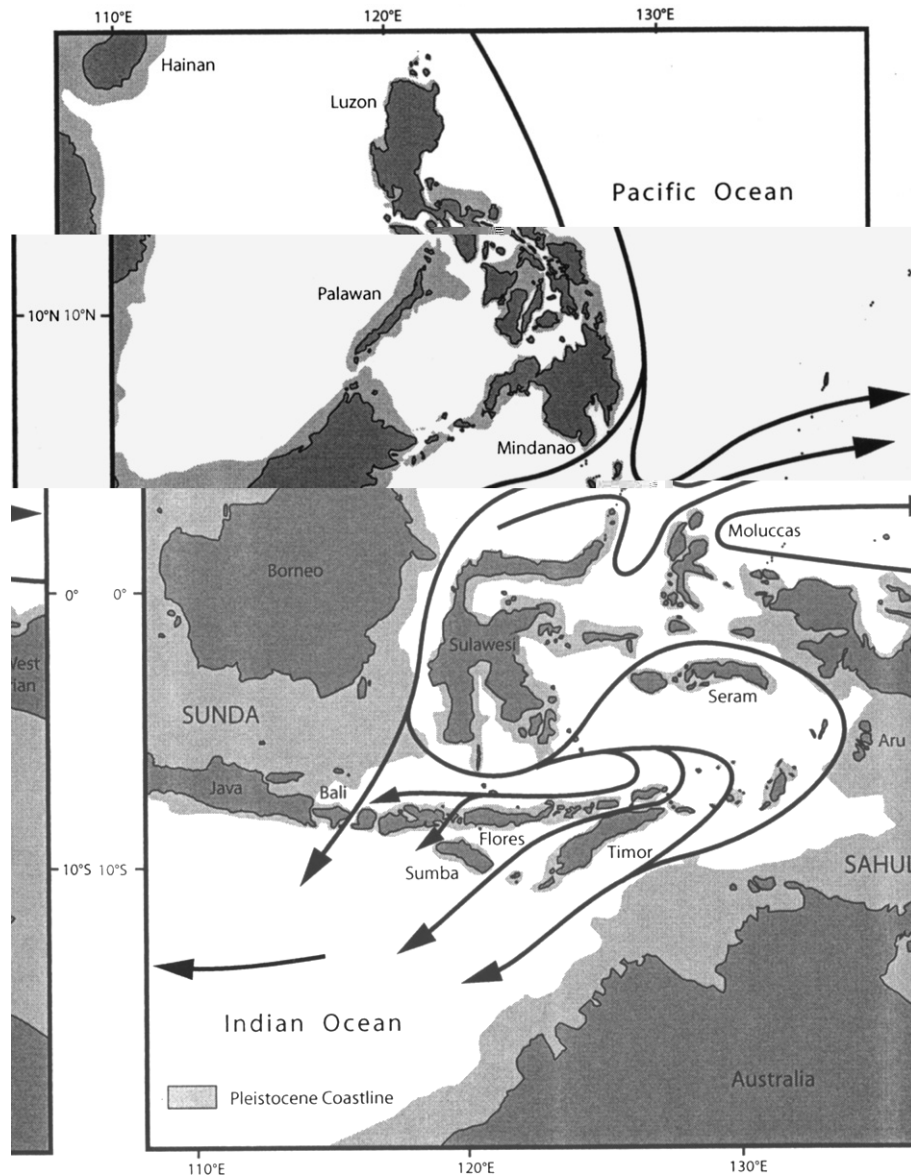 110°E 120°E 130°E
Hainan
Luzon
Pacific Ocean
Palawan
10°N 10°N
Mindanao
Moluccas
Borneo
0° 0°
Sulawesi
Seram
SUNDA
Aru
Java
Bali
Flores
Timor
10°S 10°S
Sumba
SAHUL
Indian Ocean
Australia
Pleistocene Coastline
110°E 120°E 130°E